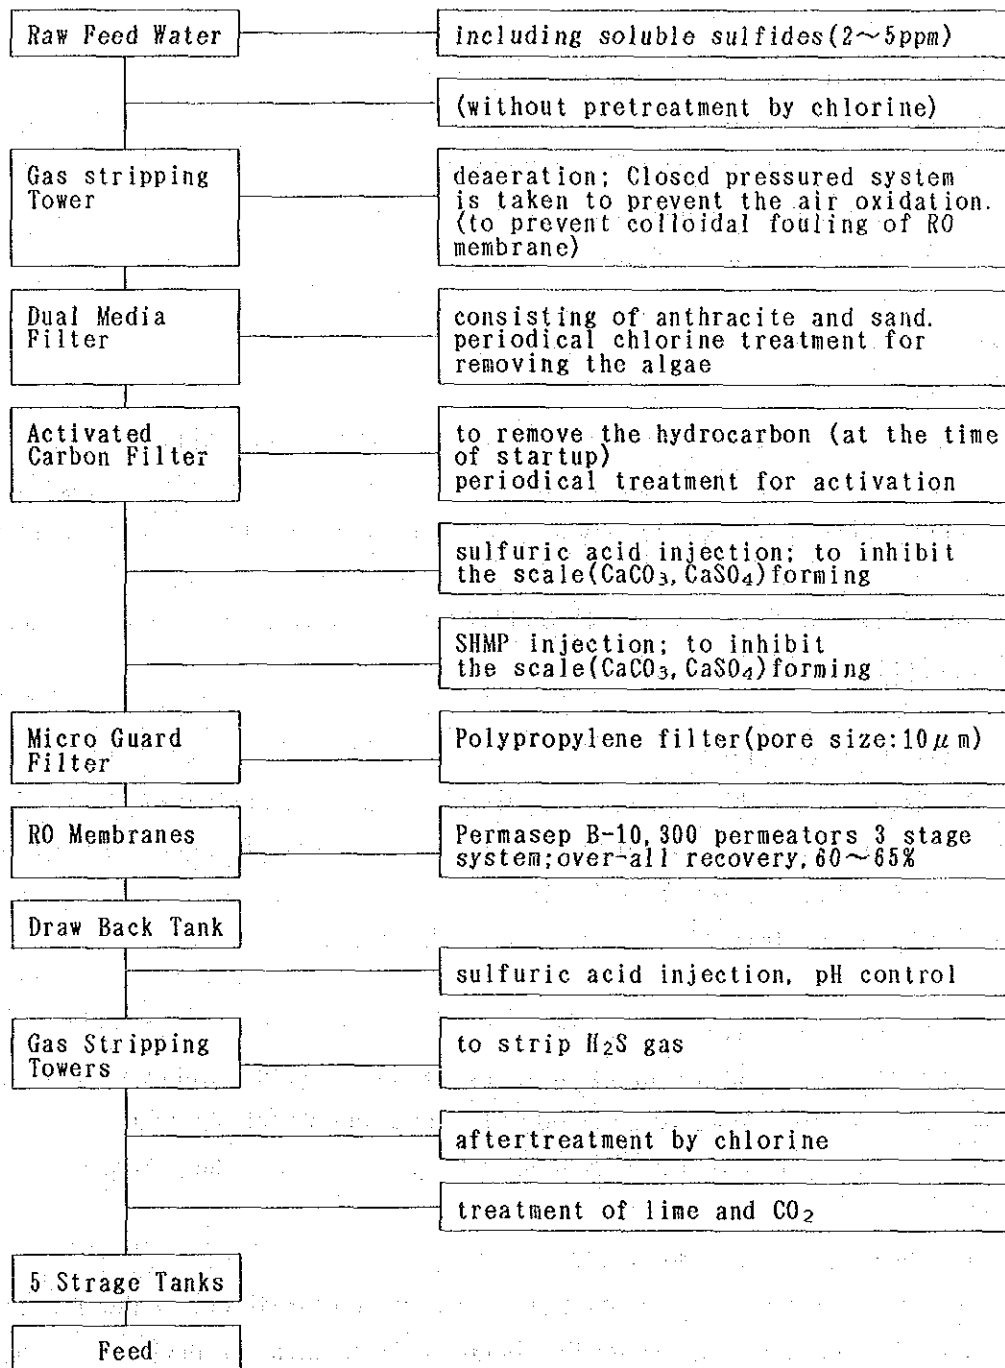 Raw Feed Water
including soluble sulfides(2～5ppm)
(without pretreatment by chlorine)
Gas stripping
Tower
deaeration; Closed pressured system
is taken to prevent the air oxidation.
(to prevent colloidal fouling of RO
membrane)
Dual Media
Filter
consisting of anthracite and sand.
periodical chlorine treatment for
removing the algae
Activated
Carbon Filter
to remove the hydrocarbon (at the time
of startup)
periodical treatment for activation
sulfuric acid injection; to inhibit
the scale(CaCO₃, CaSO₄)forming
SHMP injection; to inhibit
the scale(CaCO₃, CaSO₄)forming
Micro Guard
Filter
Polypropylene filter(pore size:10μm)
RO Membranes
Permasep B-10, 300 permeators 3 stage
system;over-all recovery, 60～65%
Draw Back Tank
sulfuric acid injection, pH control
Gas Stripping
Towers
to strip H₂S gas
aftertreatment by chlorine
treatment of lime and CO₂
5 Strage Tanks
Feed